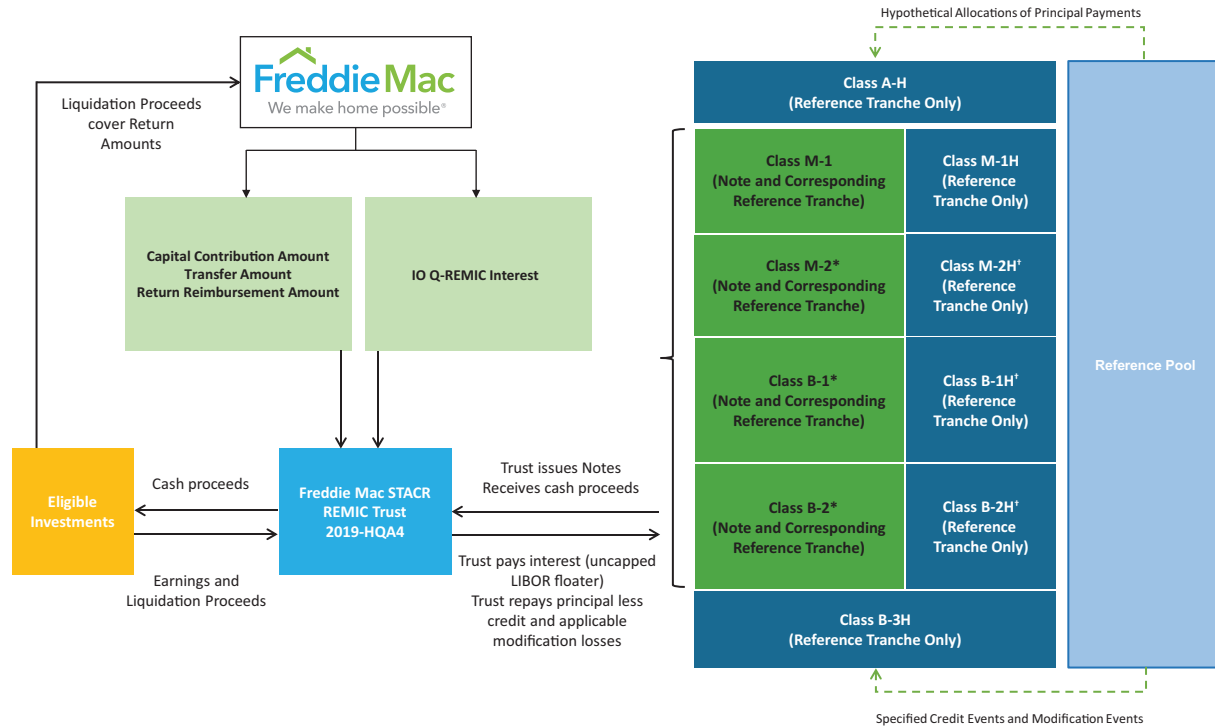 Hypothetical Allocations of Principal Payments
Freddie Mac
We make home possible®
Liquidation Proceeds
cover Return
Amounts
Capital Contribution Amount
Transfer Amount
Return Reimbursement Amount
IO Q-REMIC Interest
Eligible
Investments
Cash proceeds
Earnings and
Liquidation Proceeds
Freddie Mac STACR
REMIC Trust
2019-HQA4
Trust issues Notes
Receives cash proceeds
Trust pays interest (uncapped
LIBOR floater)
Trust repays principal less
credit and applicable
modification losses
Class A-H
(Reference Tranche Only)
Class M-1
(Note and Corresponding
Reference Tranche)
Class M-1H
(Reference
Tranche Only)
Class M-2*
(Note and Corresponding
Reference Tranche)
Class M-2H†
(Reference
Tranche Only)
Class B-1*
(Note and Corresponding
Reference Tranche)
Class B-1H†
(Reference
Tranche Only)
Class B-2*
(Note and Corresponding
Reference Tranche)
Class B-2H†
(Reference
Tranche Only)
Class B-3H
(Reference Tranche Only)
Reference Pool
Specified Credit Events and Modification Events